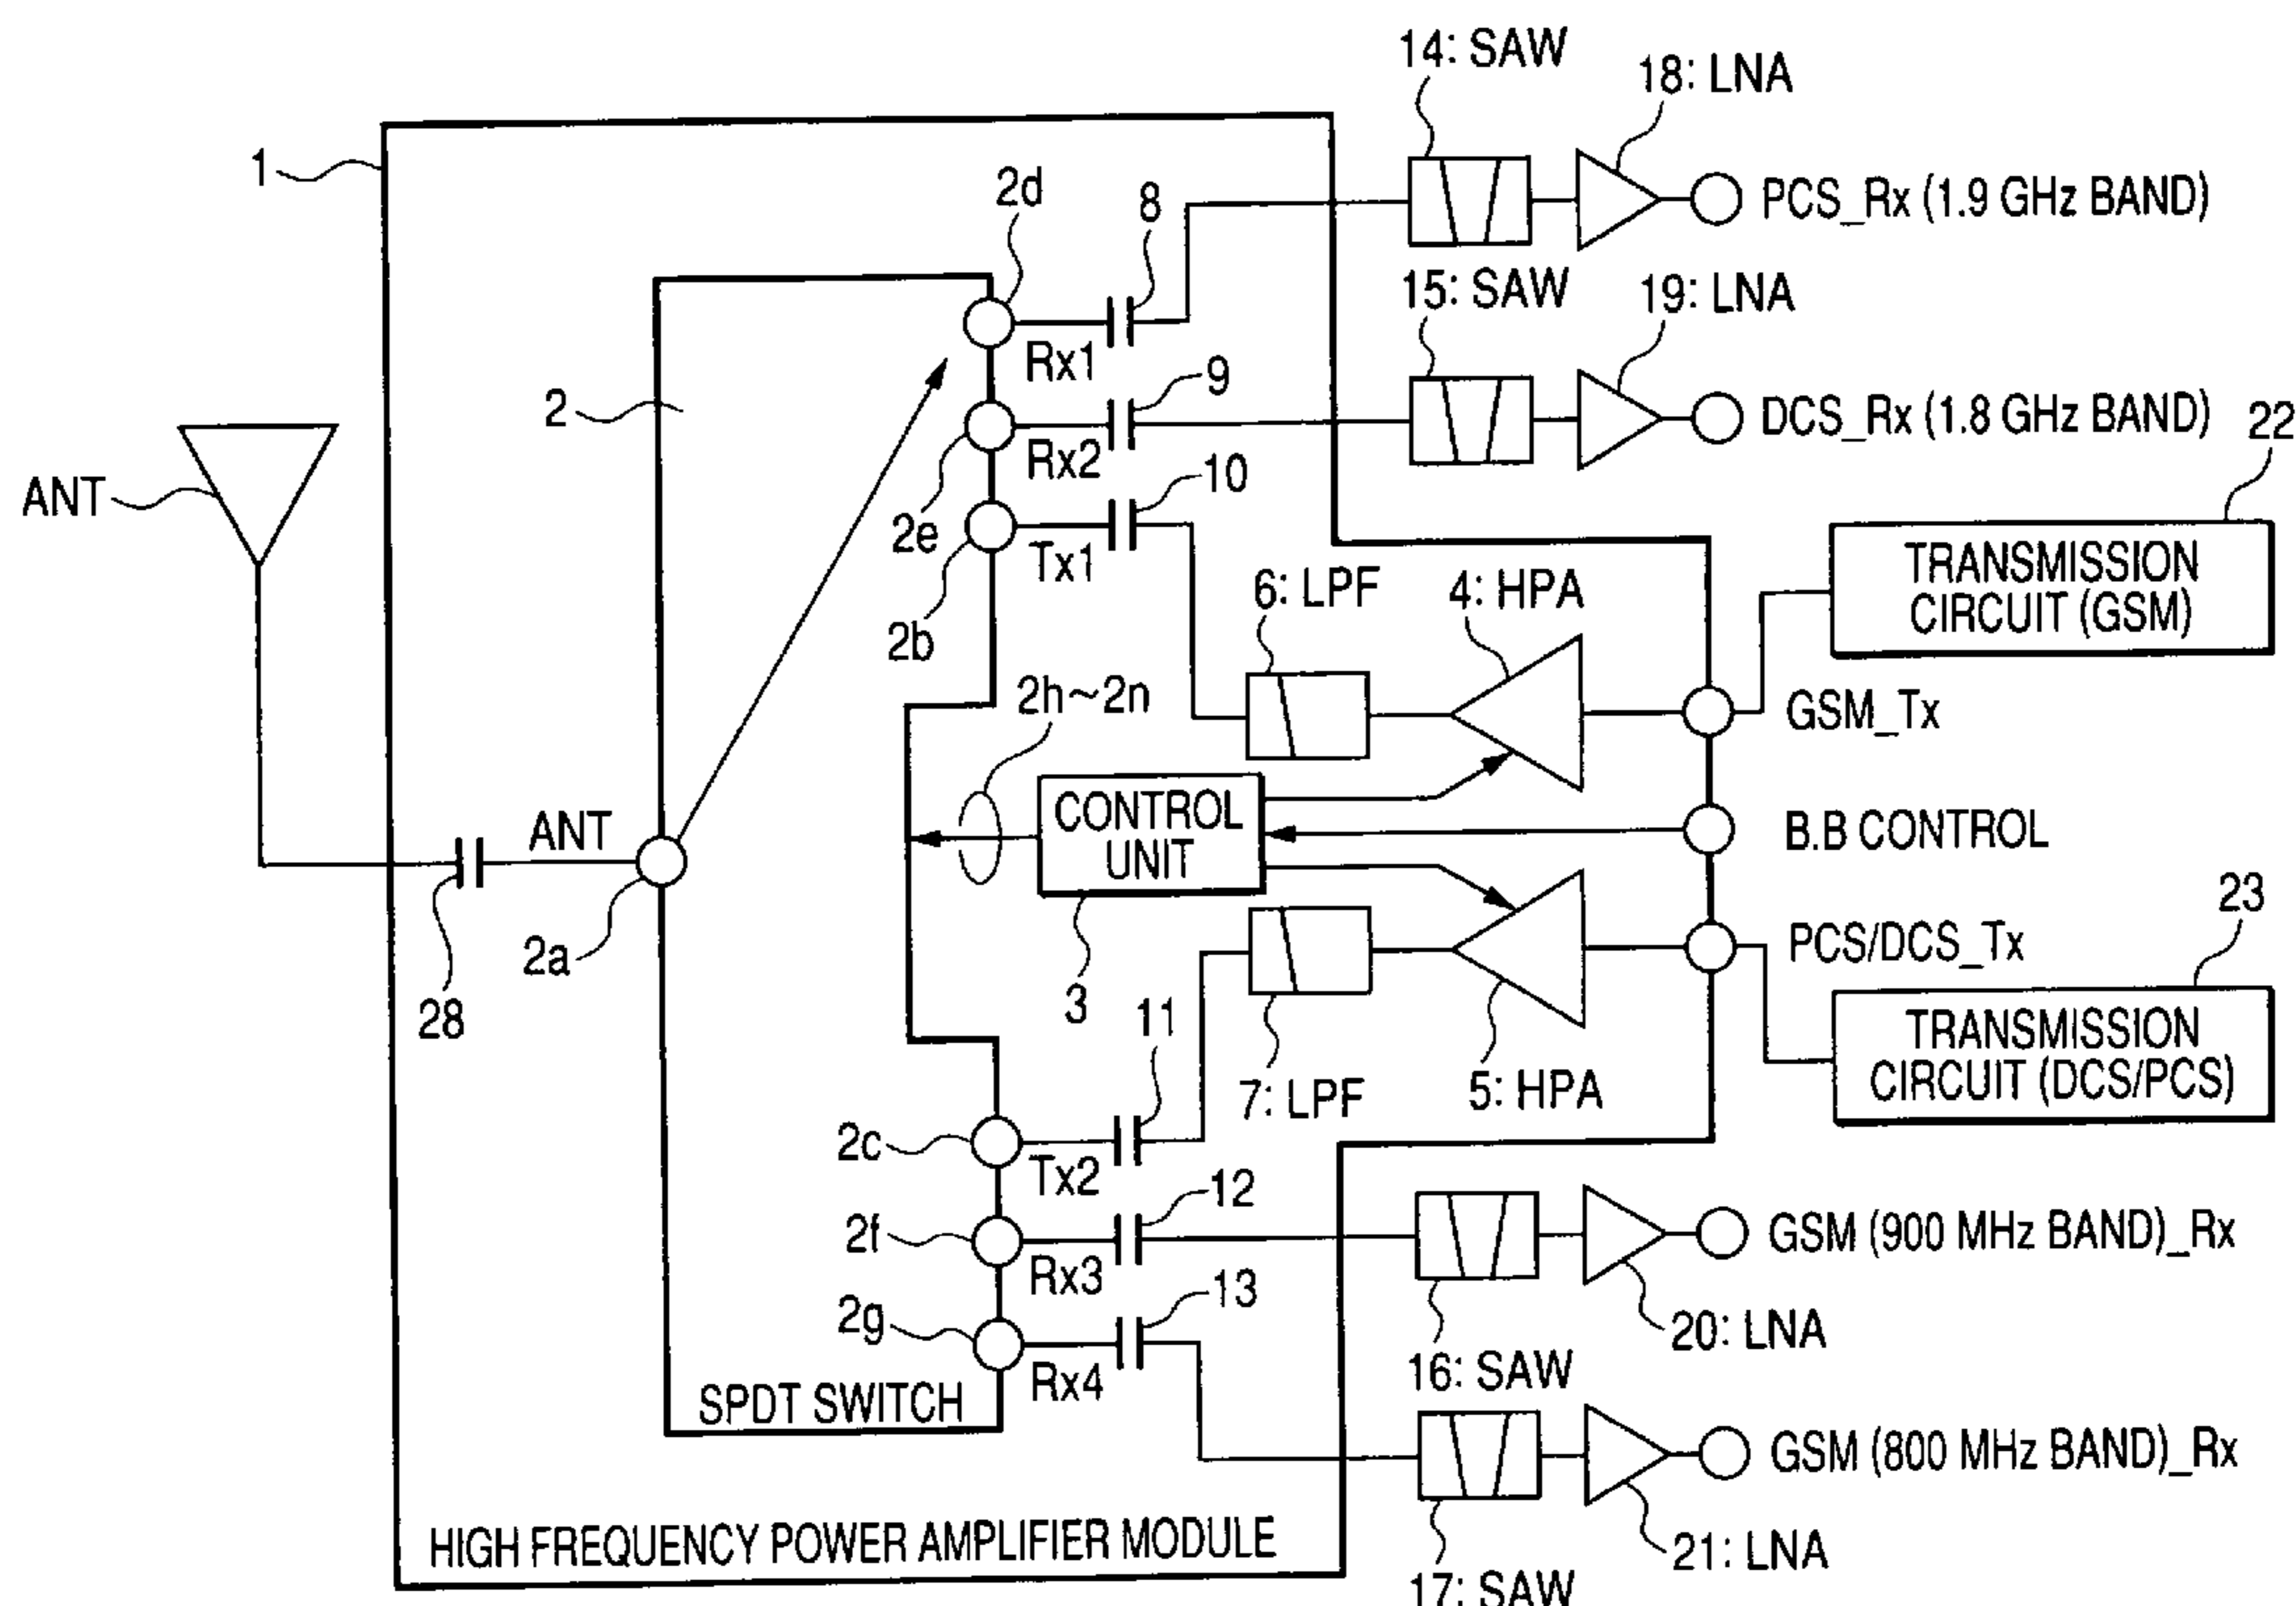 14: SAW
18: LNA
1
2d
8
PCS_Rx (1.9 GHz BAND)
15: SAW
19: LNA
Rx1
9
2
DCS_Rx (1.8 GHz BAND)
22
Rx2
10
ANT
2e
Tx1
TRANSMISSION
CIRCUIT (GSM)
6: LPF
4: HPA
2b
2h~2n
GSM_Tx
ANT
CONTROL
UNIT
B.B CONTROL
23
2a
PCS/DCS_Tx
28
3
11
TRANSMISSION
CIRCUIT (DCS/PCS)
7: LPF
5: HPA
2c
Tx2
12
2f
GSM (900 MHz BAND)_Rx
Rx3
13
2g
20: LNA
Rx4
16: SAW
SPDT SWITCH
GSM (800 MHz BAND)_Rx
HIGH FREQUENCY POWER AMPLIFIER MODULE
21: LNA
17: SAW